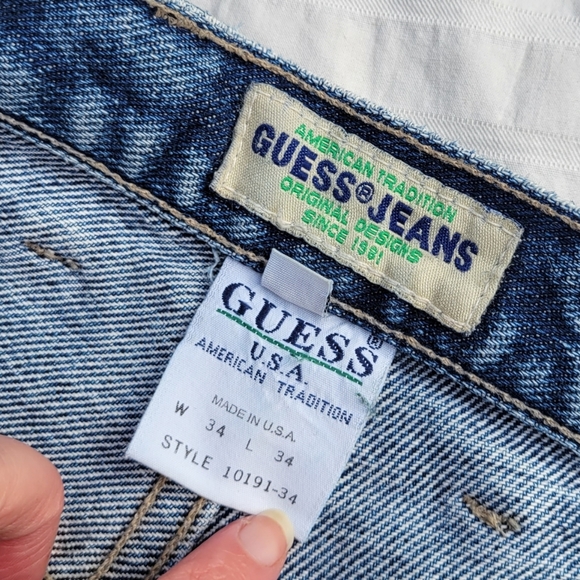 AMERICAN TRADITION
GUESS®JEANS
ORIGINAL DESIGNS
SINCE 1981
GUESS®
U.S.A.
AMERICAN TRADITION
MADE IN U.S.A.
W 34 L 34
STYLE 10191-34